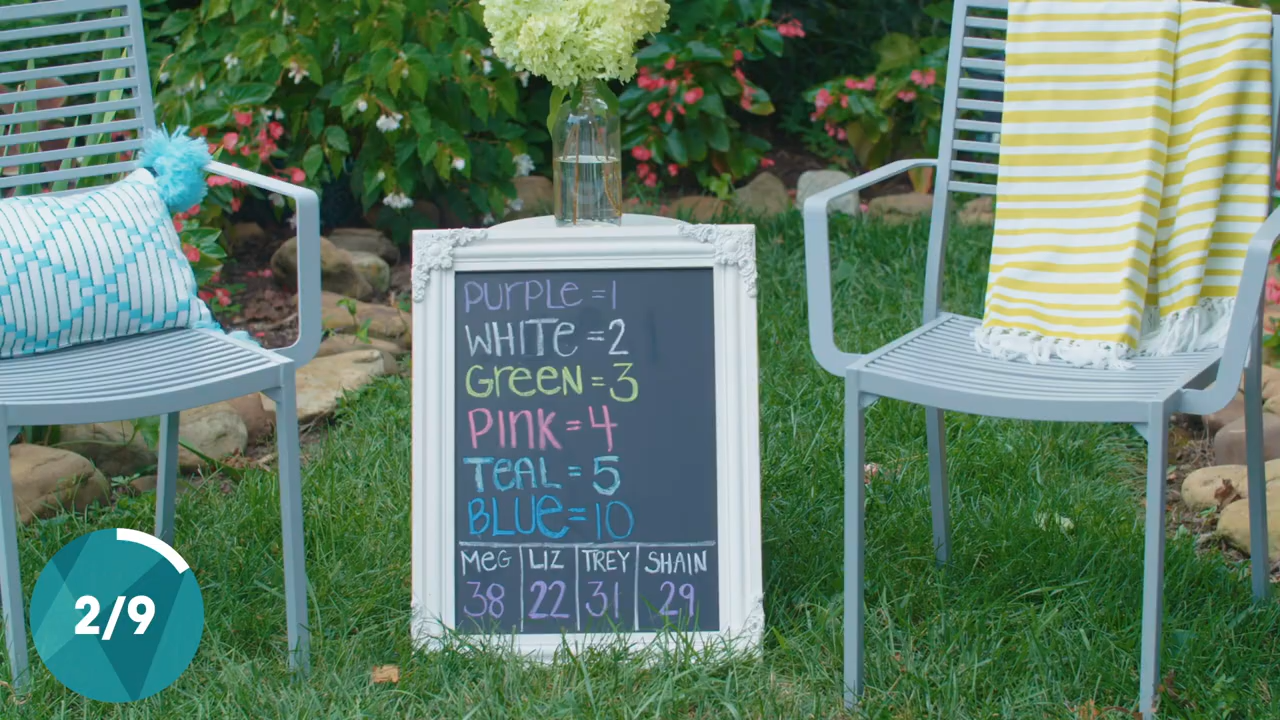 PURPLE = 1
WHITE = 2
GREEN = 3
PINK = 4
TEAL = 5
BLUE = 10
MEG LIZ TREY SHAIN
38 22 31 29
2/9